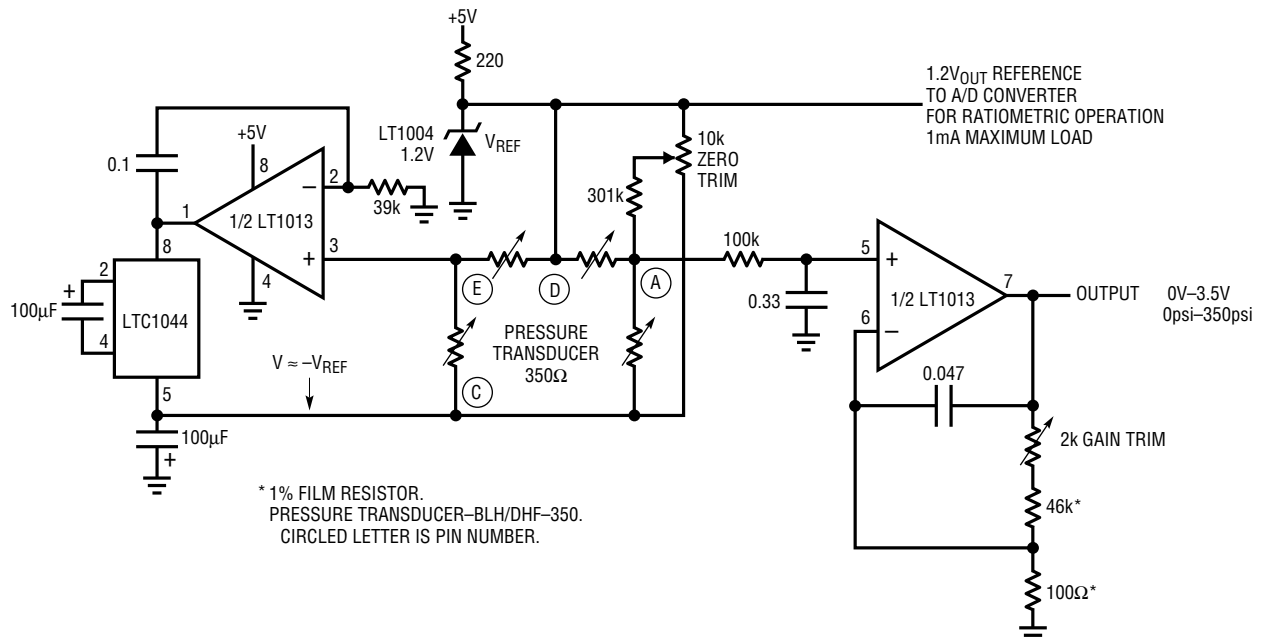 +5V
220
1.2VOUT REFERENCE
TO A/D CONVERTER
FOR RATIOMETRIC OPERATION
1mA MAXIMUM LOAD
LT1004
1.2V
VREF
10k
ZERO
TRIM
+5V
0.1
8
2
−
39k
1
1/2 LT1013
301k
3
+
4
8
2
+
100µF
4
LTC1044
5
E
D
A
PRESSURE
TRANSDUCER
350Ω
C
V ≈ –VREF
100µF
+
100k
0.33
5
+
1/2 LT1013
6
−
7
OUTPUT
0V–3.5V
0psi–350psi
0.047
2k GAIN TRIM
46k*
100Ω*
* 1% FILM RESISTOR.
PRESSURE TRANSDUCER–BLH/DHF–350.
CIRCLED LETTER IS PIN NUMBER.